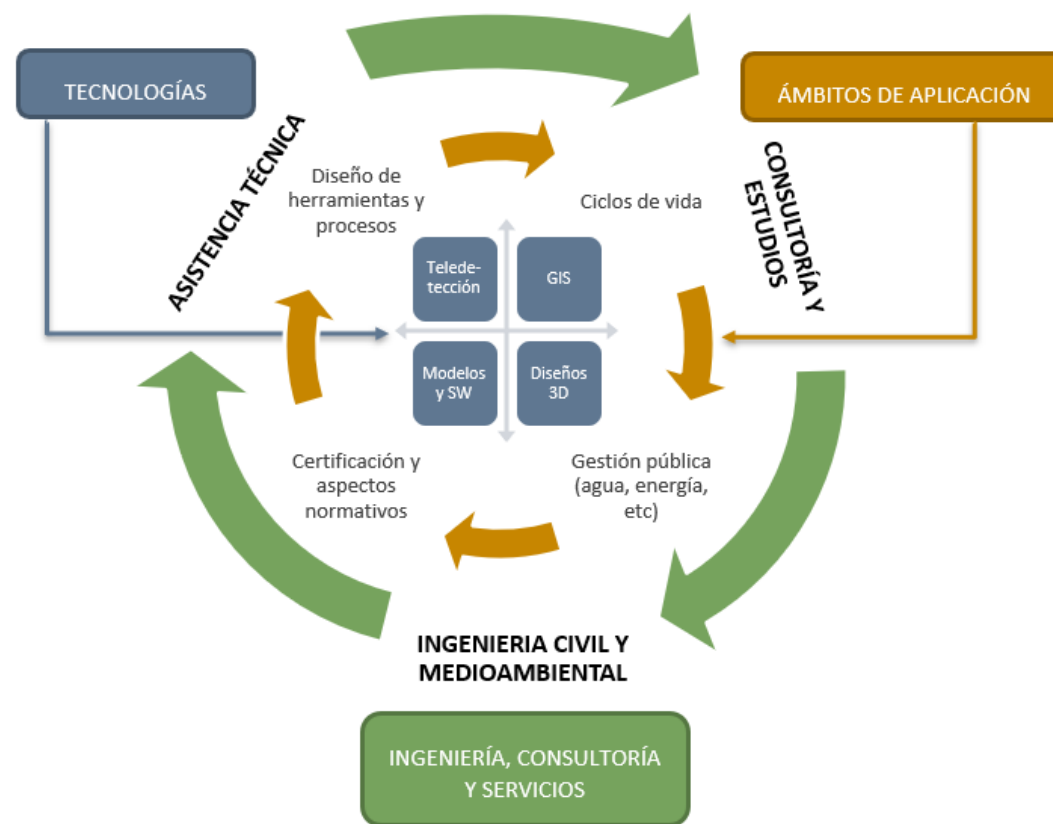 TECNOLOGÍAS
ÁMBITOS DE APLICACIÓN
ASISTENCIA TÉCNICA
CONSULTORÍA Y
ESTUDIOS
Diseño de
herramientas y
procesos
Ciclos de vida
Telede-
tección
GIS
Modelos
y SW
Diseños
3D
Certificación y
aspectos
normativos
Gestión pública
(agua, energía,
etc)
INGENIERIA CIVIL Y
MEDIOAMBIENTAL
INGENIERÍA, CONSULTORÍA
Y SERVICIOS